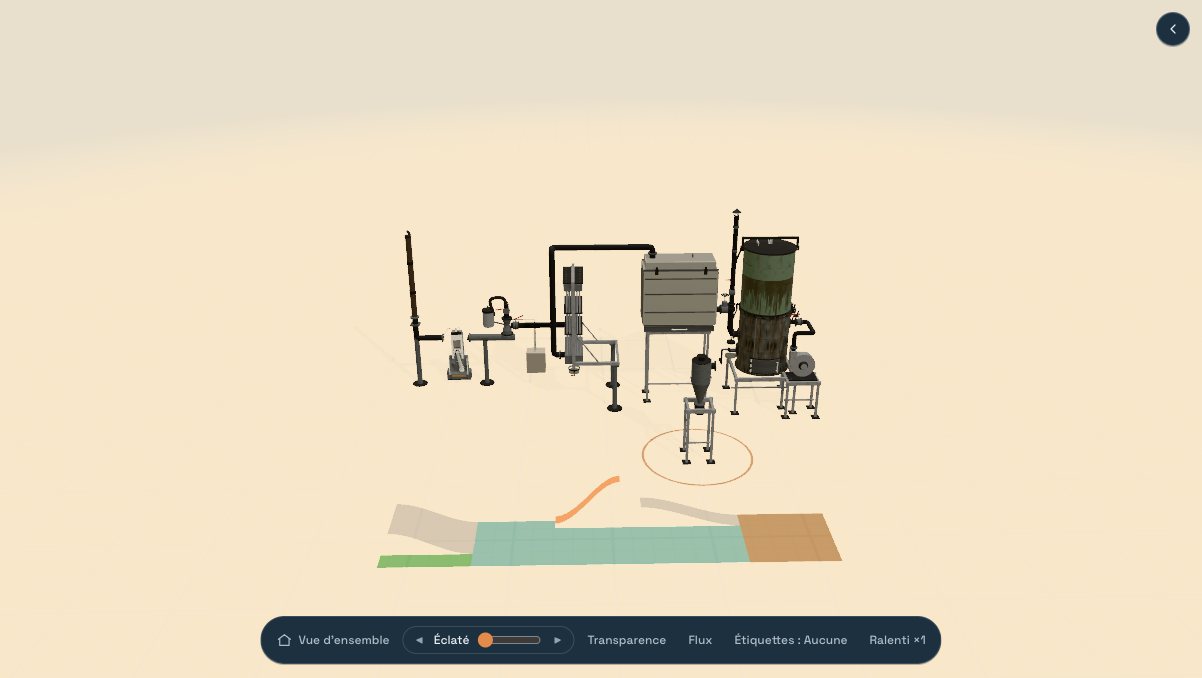 Vue d'ensemble
Éclaté
Transparence
Flux
Étiquettes : Aucune
Ralenti ×1